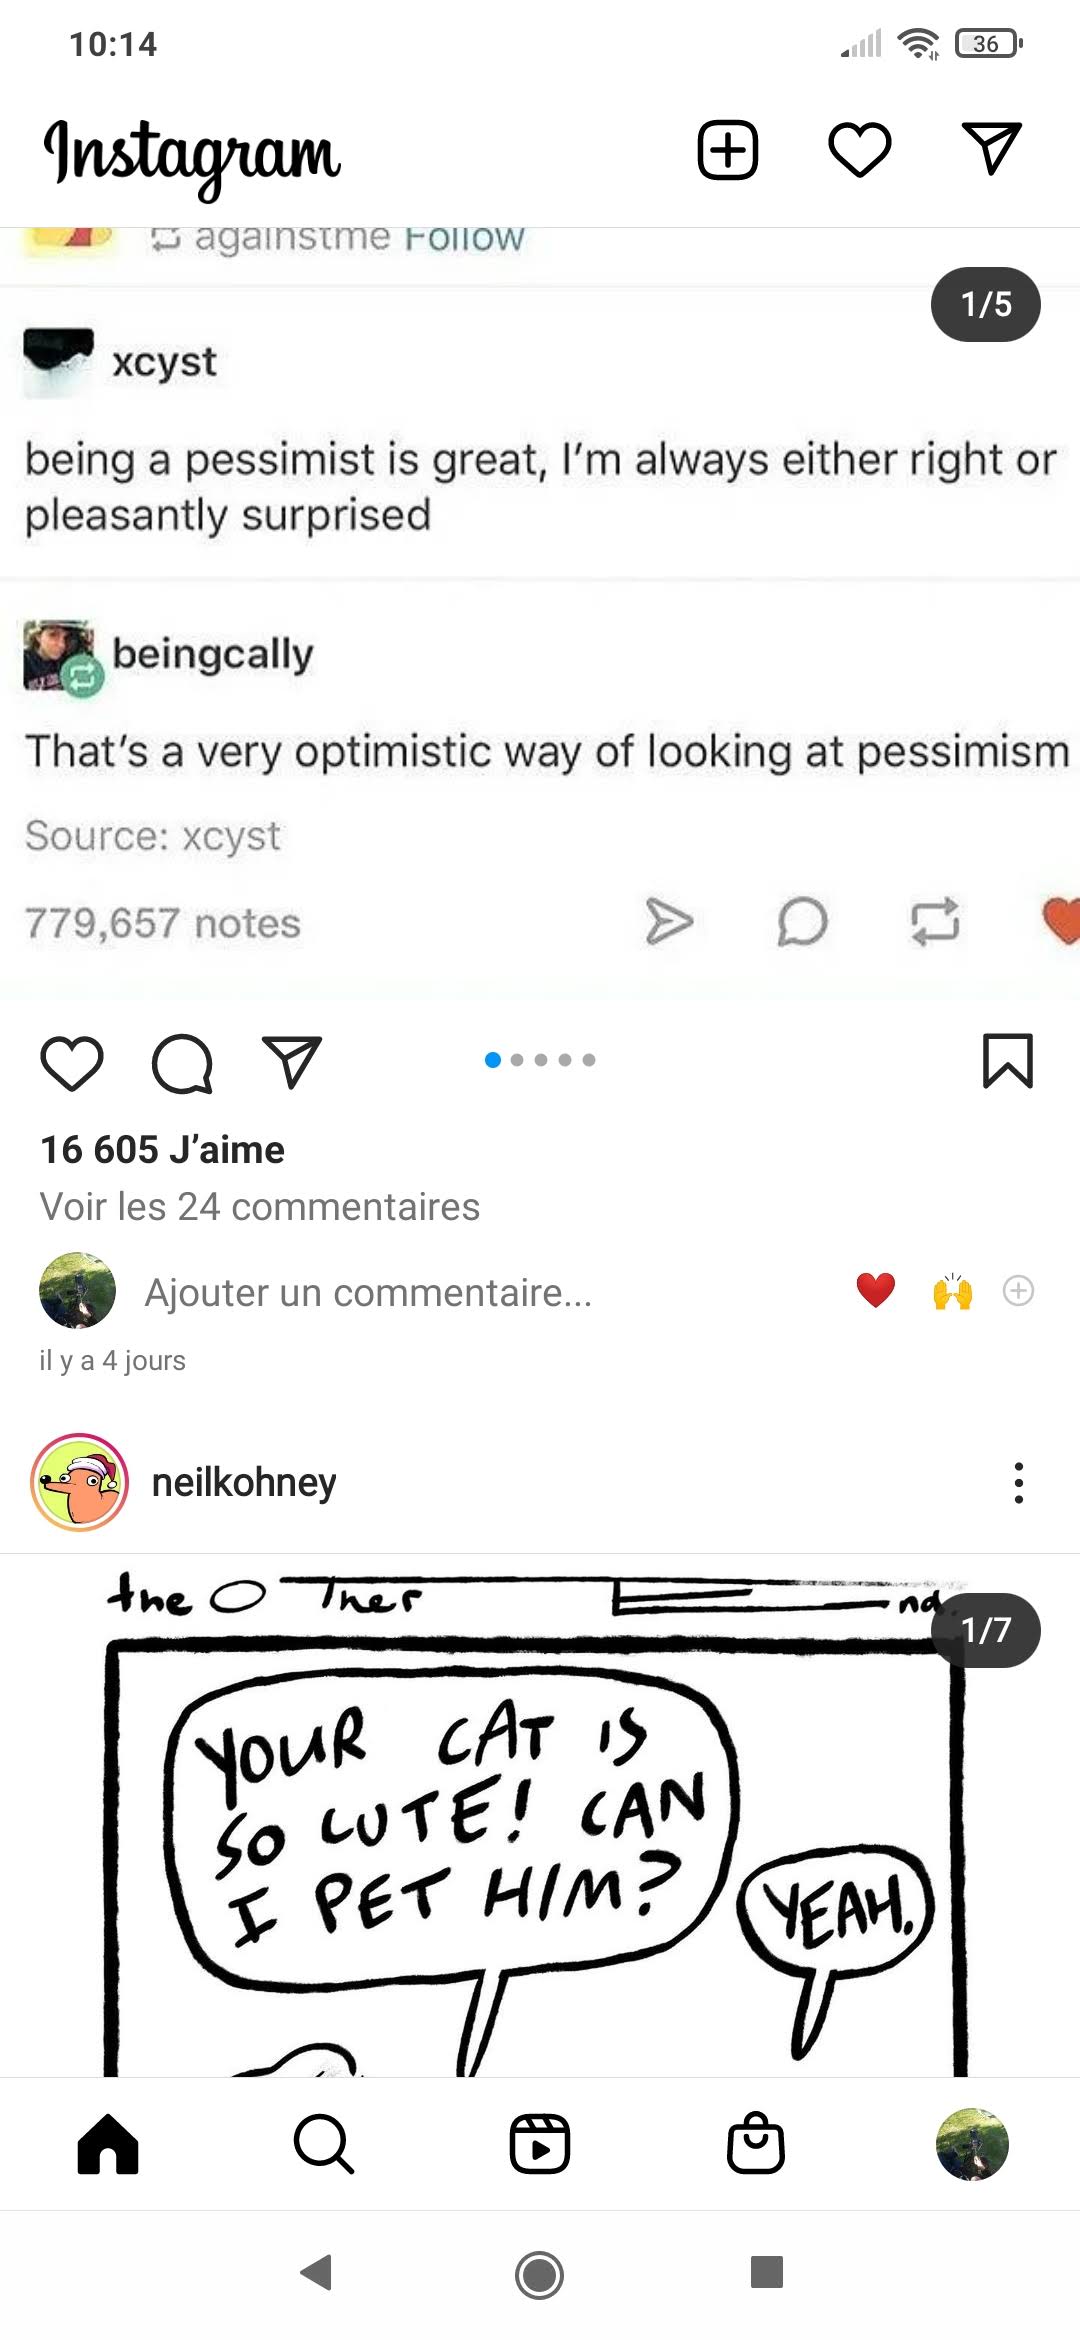 10:14
36
Instagram
againstme Follow
1/5
xcyst
being a pessimist is great, I'm always either right or
pleasantly surprised
beingcally
That's a very optimistic way of looking at pessimism
Source: xcyst
779,657 notes
16 605 J'aime
Voir les 24 commentaires
Ajouter un commentaire...
il y a 4 jours
neilkohney
the Other End.
1/7
YOUR CAT IS
SO CUTE! CAN
I PET HIM?
YEAH.